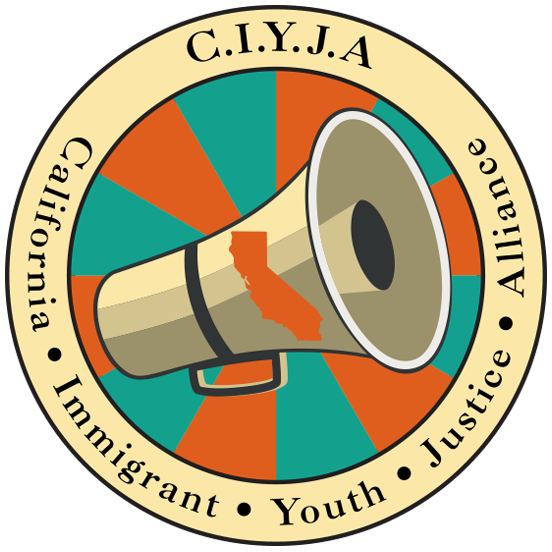 C.I.Y.J.A
California • Immigrant • Youth • Justice • Alliance